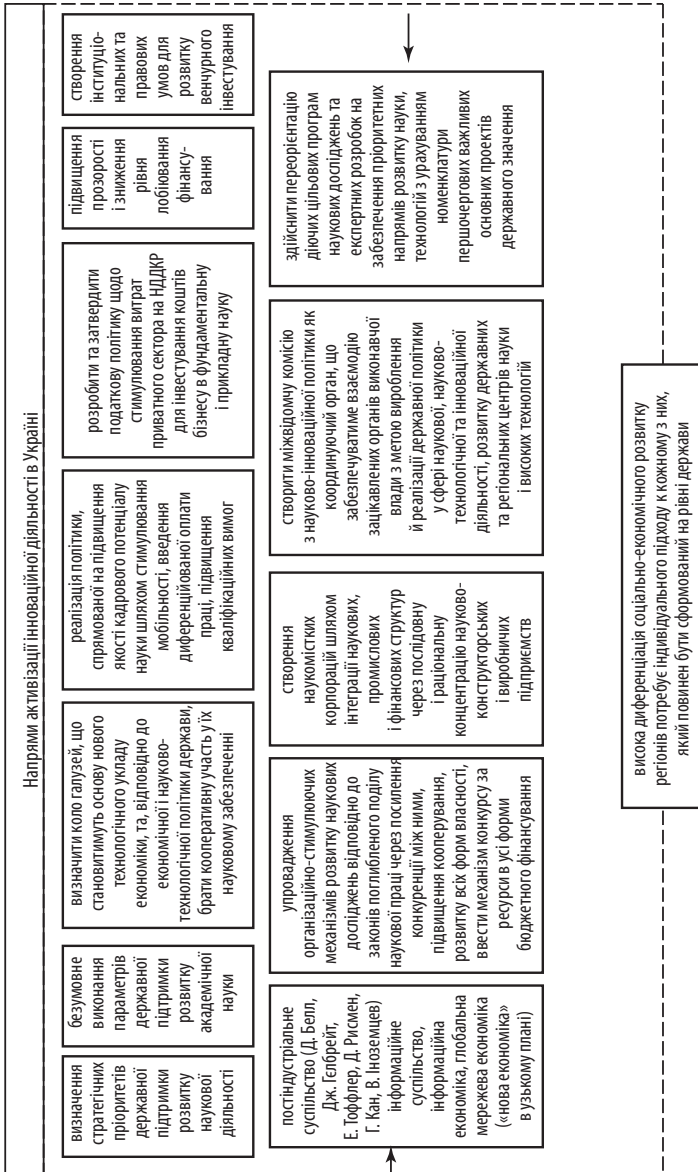 Напрями активізації інноваційної діяльності в Україні
визначення
стратегічних
пріоритетів
державної
підтримки
розвитку
наукової
діяльності
безумовне
виконання
параметрів
державної
підтримки
розвитку
академічної
науки
визначити коло галузей, що
становитимуть основу нового
технологічного укладу
економіки, та, відповідно до
економічної і науково-
технологічної політики держави,
брати кооперативну участь у їх
науковому забезпеченні
реалізація політики,
спрямованої на підвищення
якості кадрового потенціалу
науки шляхом стимулювання
мобільності, введення
диференційованої оплати
праці, підвищення
кваліфікаційних вимог
розробити та затвердити
податкову політику щодо
стимулювання витрат
приватного сектора на НДДКР
для інвестування коштів
бізнесу в фундаментальну
і прикладну науку
підвищення
прозорості
і зниження
рівня
лобіювання
фінансу-
вання
створення
інституціо-
нальних та
правових
умов для
розвитку
венчурного
інвестування
постіндустріальне
суспільство (Д. Белл,
Дж. Гелбрейт,
Е. Тоффлер, Д. Рисмен,
Г. Кан, В. Іноземцев)
інформаційне
суспільство,
інформаційна
економіка, глобальна
мережева економіка
(«нова економіка»
в узькому плані)
упровадження
організаційно-стимулюючих
механізмів розвитку наукових
досліджень відповідно до
законів поглибленого поділу
наукової праці через посилення
конкуренції між ними,
підвищення кооперування,
розвитку всіх форм власності,
ввести механізм конкурсу за
ресурси в усі форми
бюджетного фінансування
створення
наукомістких
корпорацій шляхом
інтеграції наукових,
промислових
і фінансових структур
через послідовну
і раціональну
концентрацію науково-
конструкторських
і виробничих
підприємств
створити міжвідомчу комісію
з науково-інноваційної політики як
координуючий орган, що
забезпечуватиме взаємодію
зацікавлених органів виконавчої
влади з метою вироблення
й реалізації державної політики
у сфері наукової, науково-
технологічної та інноваційної
діяльності, розвитку державних
та регіональних центрів науки
і високих технологій
здійснити переорієнтацію
діючих цільових програм
наукових досліджень та
експертних розробок на
забезпечення пріоритетних
напрямів розвитку науки,
технологій з урахуванням
номенклатури
першочергових важливих
основних проектів
державного значення
висока диференціація соціально-економічного розвитку
регіонів потребує індивідуального підходу к кожному з них,
який повинен бути сформований на рівні держави